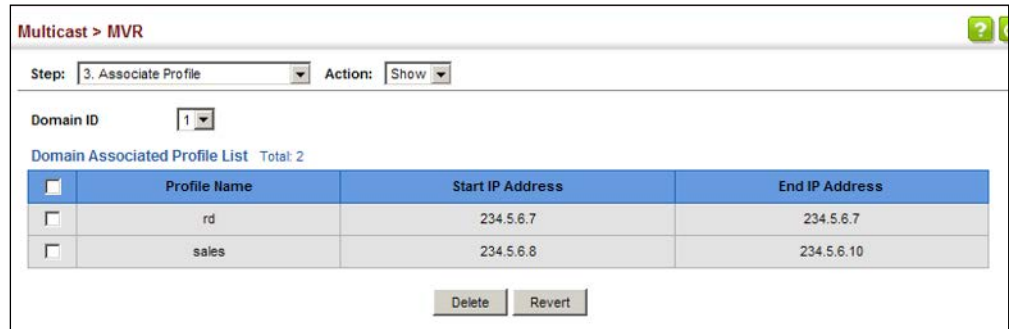 Multicast > MVR
?
Step: 3. Associate Profile Action: Show
Domain ID 1
Domain Associated Profile List Total: 2
Profile Name Start IP Address End IP Address
rd 234.5.6.7 234.5.6.7
sales 234.5.6.8 234.5.6.10
Delete Revert